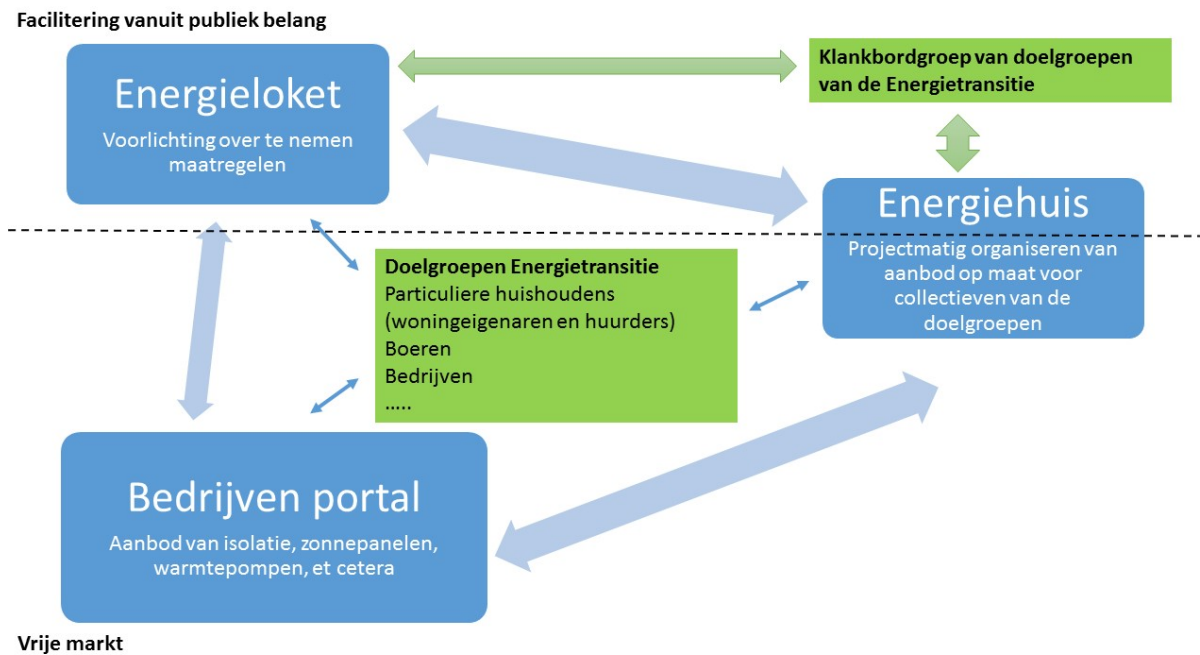 Facilitering vanuit publiek belang
Energieloket
Voorlichting over te nemen
maatregelen
Klankbordgroep van doelgroepen
van de Energietransitie
Energiehuis
Projectmatig organiseren van
aanbod op maat voor
collectieven van de
doelgroepen
Doelgroepen Energietransitie
Particuliere huishoudens
(woningeigenaren en huurders)
Boeren
Bedrijven
.....
Bedrijven portal
Aanbod van isolatie, zonnepanelen,
warmtepompen, et cetera
Vrije markt